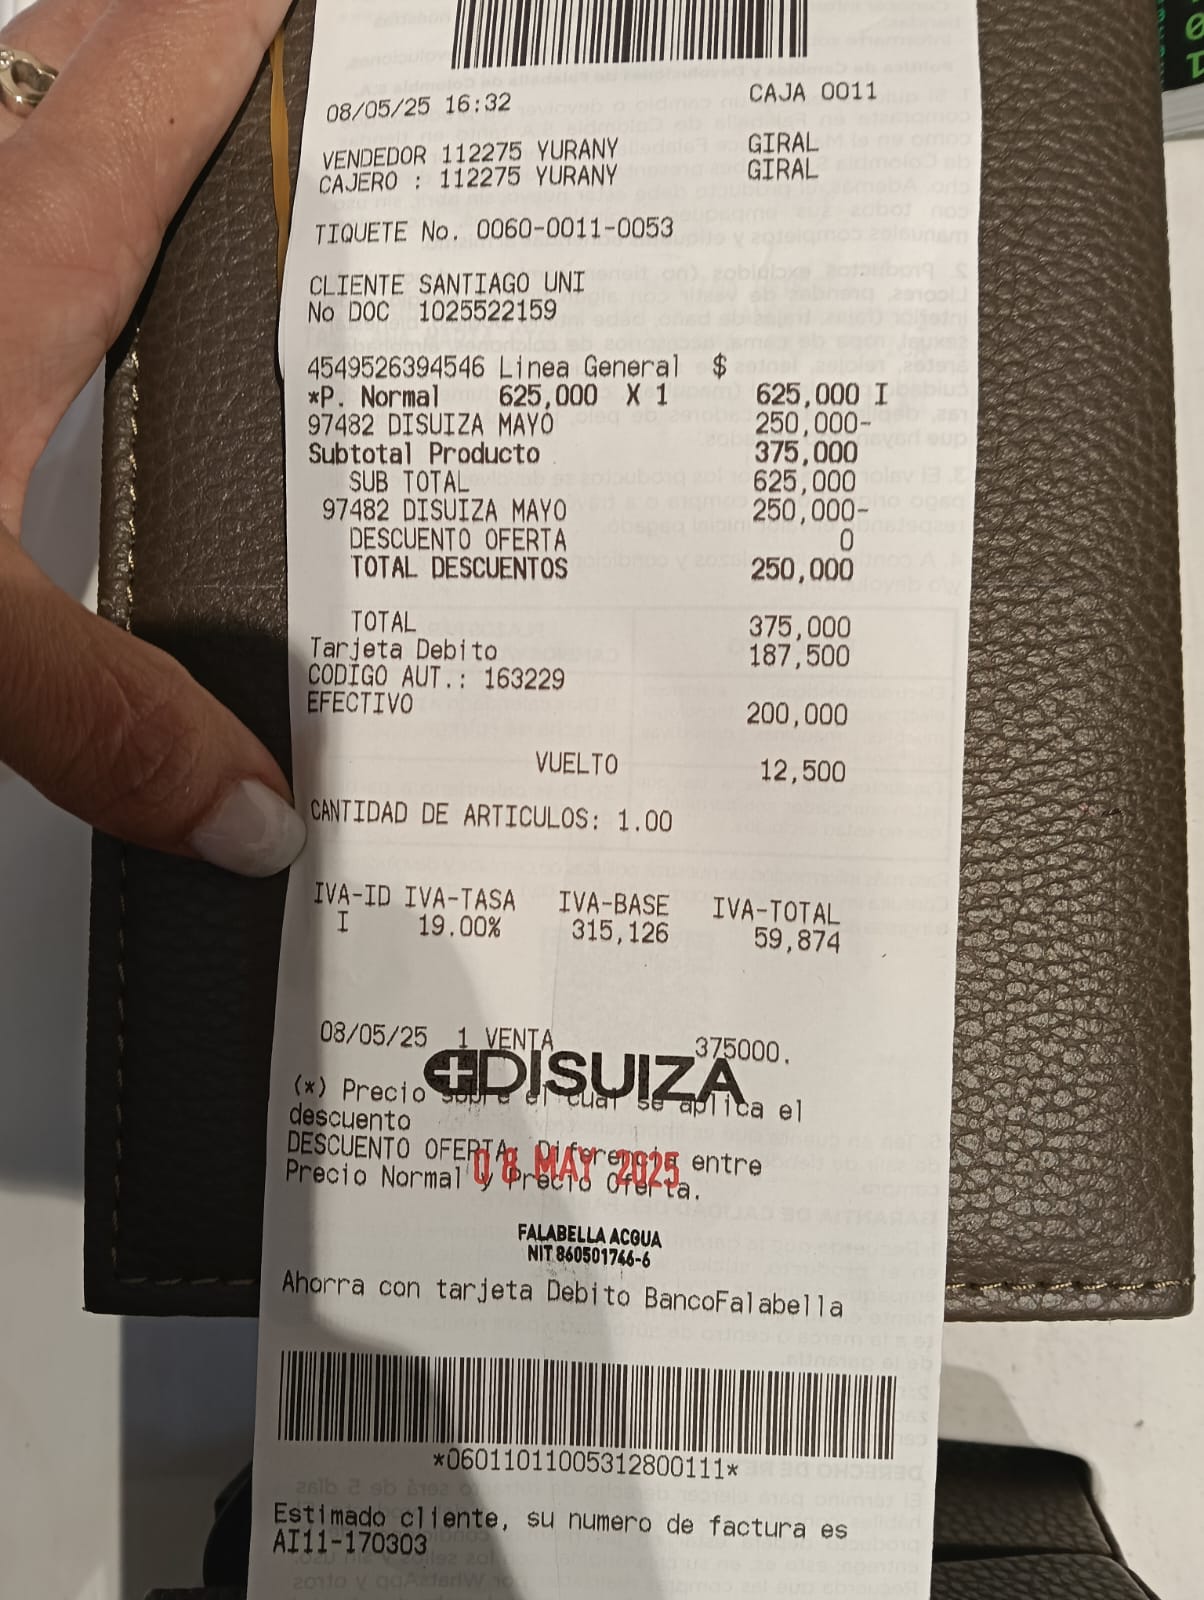 08/05/25 16:32 CAJA 0011
VENDEDOR 112275 YURANY GIRAL
CAJERO : 112275 YURANY GIRAL
TIQUETE No. 0060-0011-0053
CLIENTE SANTIAGO UNI
No DOC 1025522159
4549526394546 Linea General $
*P. Normal 625,000 X 1 625,000 I
97482 DISUIZA MAYO 250,000-
Subtotal Producto 375,000
SUB TOTAL 625,000
97482 DISUIZA MAYO 250,000-
DESCUENTO OFERTA 0
TOTAL DESCUENTOS 250,000
TOTAL 375,000
Tarjeta Debito 187,500
CODIGO AUT.: 163229
EFECTIVO 200,000
VUELTO 12,500
CANTIDAD DE ARTICULOS: 1.00
IVA-ID IVA-TASA IVA-BASE IVA-TOTAL
I 19.00% 315,126 59,874
08/05/25 1 VENTA 375000.
DISUIZA
(*) Precio sobre el cual se aplica el
descuento
DESCUENTO OFERTA Diferencia entre
08 MAY 2025
Precio Normal y Precio Oferta.
FALABELLA ACQUA
NIT 860501746-6
Ahorra con tarjeta Debito BancoFalabella
*06011011005312800111*
Estimado cliente, su numero de factura es
AI11-170303